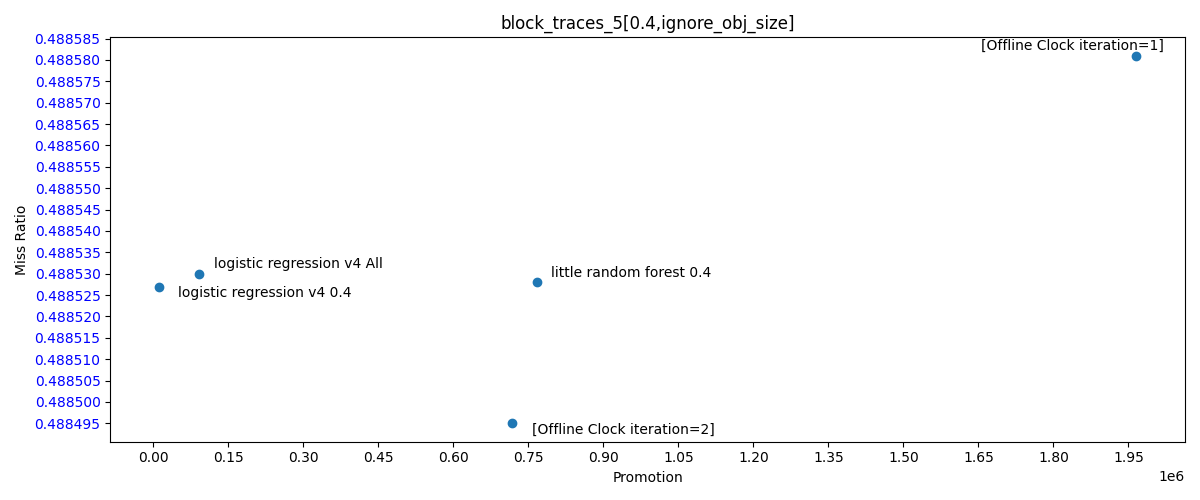 block_traces_5[0.4,ignore_obj_size]
0.488585
0.488580
0.488575
0.488570
0.488565
0.488560
0.488555
0.488550
0.488545
0.488540
0.488535
0.488530
0.488525
0.488520
0.488515
0.488510
0.488505
0.488500
0.488495
Miss Ratio
[Offline Clock iteration=1]
logistic regression v4 All
little random forest 0.4
logistic regression v4 0.4
[Offline Clock iteration=2]
0.00 0.15 0.30 0.45 0.60 0.75 0.90 1.05 1.20 1.35 1.50 1.65 1.80 1.95
Promotion
1e6